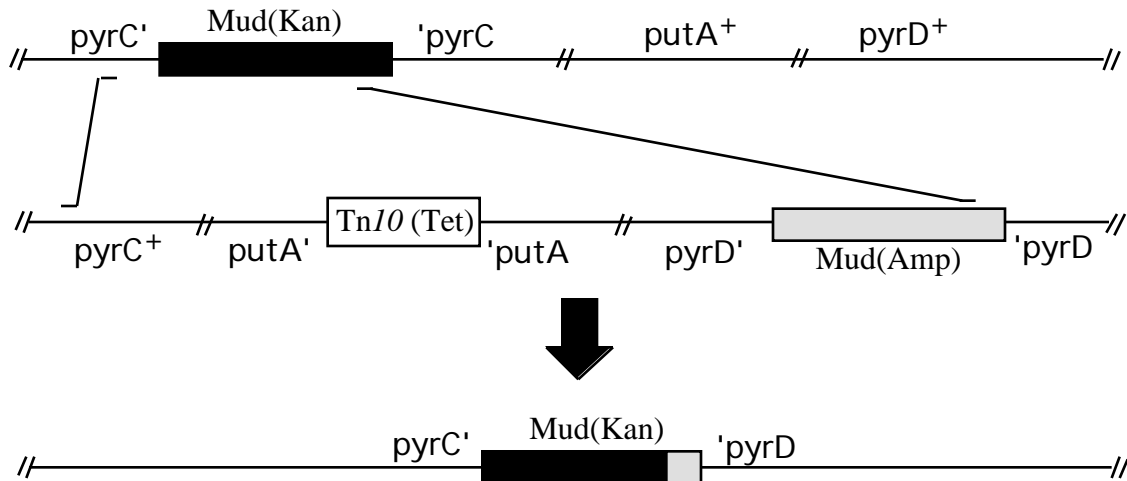 pyrC' Mud(Kan) 'pyrC putA+ pyrD+
pyrC+ putA' Tn10 (Tet) 'putA pyrD' Mud(Amp) 'pyrD
pyrC' Mud(Kan) 'pyrD